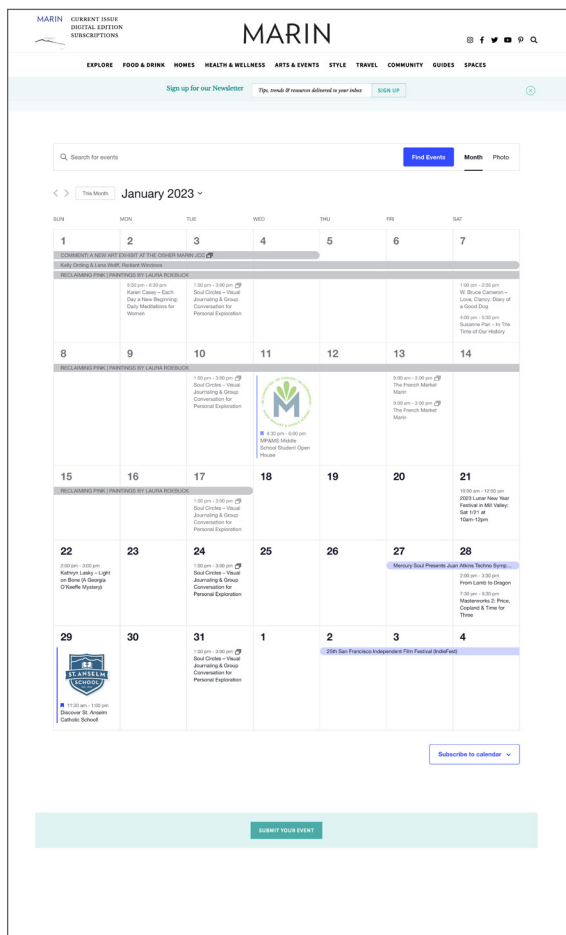 MARIN
CURRENT ISSUE
DIGITAL EDITION
SUBSCRIPTIONS
MARIN
EXPLORE FOOD & DRINK HOMES HEALTH & WELLNESS ARTS & EVENTS STYLE TRAVEL COMMUNITY GUIDES SPACES
Sign up for our Newsletter Tips, trends & resources delivered to your inbox SIGN UP
Search for events Find Events Month Photo
This Month January 2023
SUN MON TUE WED THU FRI SAT
1 2 3 4 5 6 7
COMMENT! A NEW ART EXHIBIT AT THE OSHER MARIN JCC
Kelly Ording & Lena Wolff: Radiant Windows
RECLAIMING PINK | PAINTINGS BY LAURA ROEBUCK
5:30 pm - 6:30 pm
Karen Casey – Each
Day a New Beginning:
Daily Meditations for
Women
1:00 pm - 3:00 pm
Soul Circles – Visual
Journaling & Group
Conversation for
Personal Exploration
1:00 pm - 2:30 pm
W. Bruce Cameron –
Love, Clancy: Diary of
a Good Dog
4:00 pm - 5:30 pm
Susanne Pari – In The
Time of Our History
8 9 10 11 12 13 14
RECLAIMING PINK | PAINTINGS BY LAURA ROEBUCK
1:00 pm - 3:00 pm
Soul Circles – Visual
Journaling & Group
Conversation for
Personal Exploration
M
4:30 pm - 6:00 pm
MP&MS Middle
School Student Open
House
9:00 am - 3:00 pm
The French Market
Marin
9:00 am - 3:00 pm
The French Market
Marin
15 16 17 18 19 20 21
RECLAIMING PINK | PAINTINGS BY LAURA ROEBUCK
1:00 pm - 3:00 pm
Soul Circles – Visual
Journaling & Group
Conversation for
Personal Exploration
10:00 am - 12:00 pm
2023 Lunar New Year
Festival in Mill Valley:
Sat 1/21 at
10am-12pm
22 23 24 25 26 27 28
2:00 pm - 3:00 pm
Kathryn Lasky – Light
on Bone (A Georgia
O'Keeffe Mystery)
1:00 pm - 3:00 pm
Soul Circles – Visual
Journaling & Group
Conversation for
Personal Exploration
Mercury Soul Presents Juan Atkins Techno Symp...
2:00 pm - 3:30 pm
From Lamb to Dragon
7:30 pm - 9:30 pm
Masterworks 2: Price,
Copland & Time for
Three
29 30 31 1 2 3 4
ST. ANSELM
SCHOOL
11:30 am - 1:00 pm
Discover St. Anselm
Catholic School!
1:00 pm - 3:00 pm
Soul Circles – Visual
Journaling & Group
Conversation for
Personal Exploration
25th San Francisco Independent Film Festival (IndieFest)
Subscribe to calendar
SUBMIT YOUR EVENT